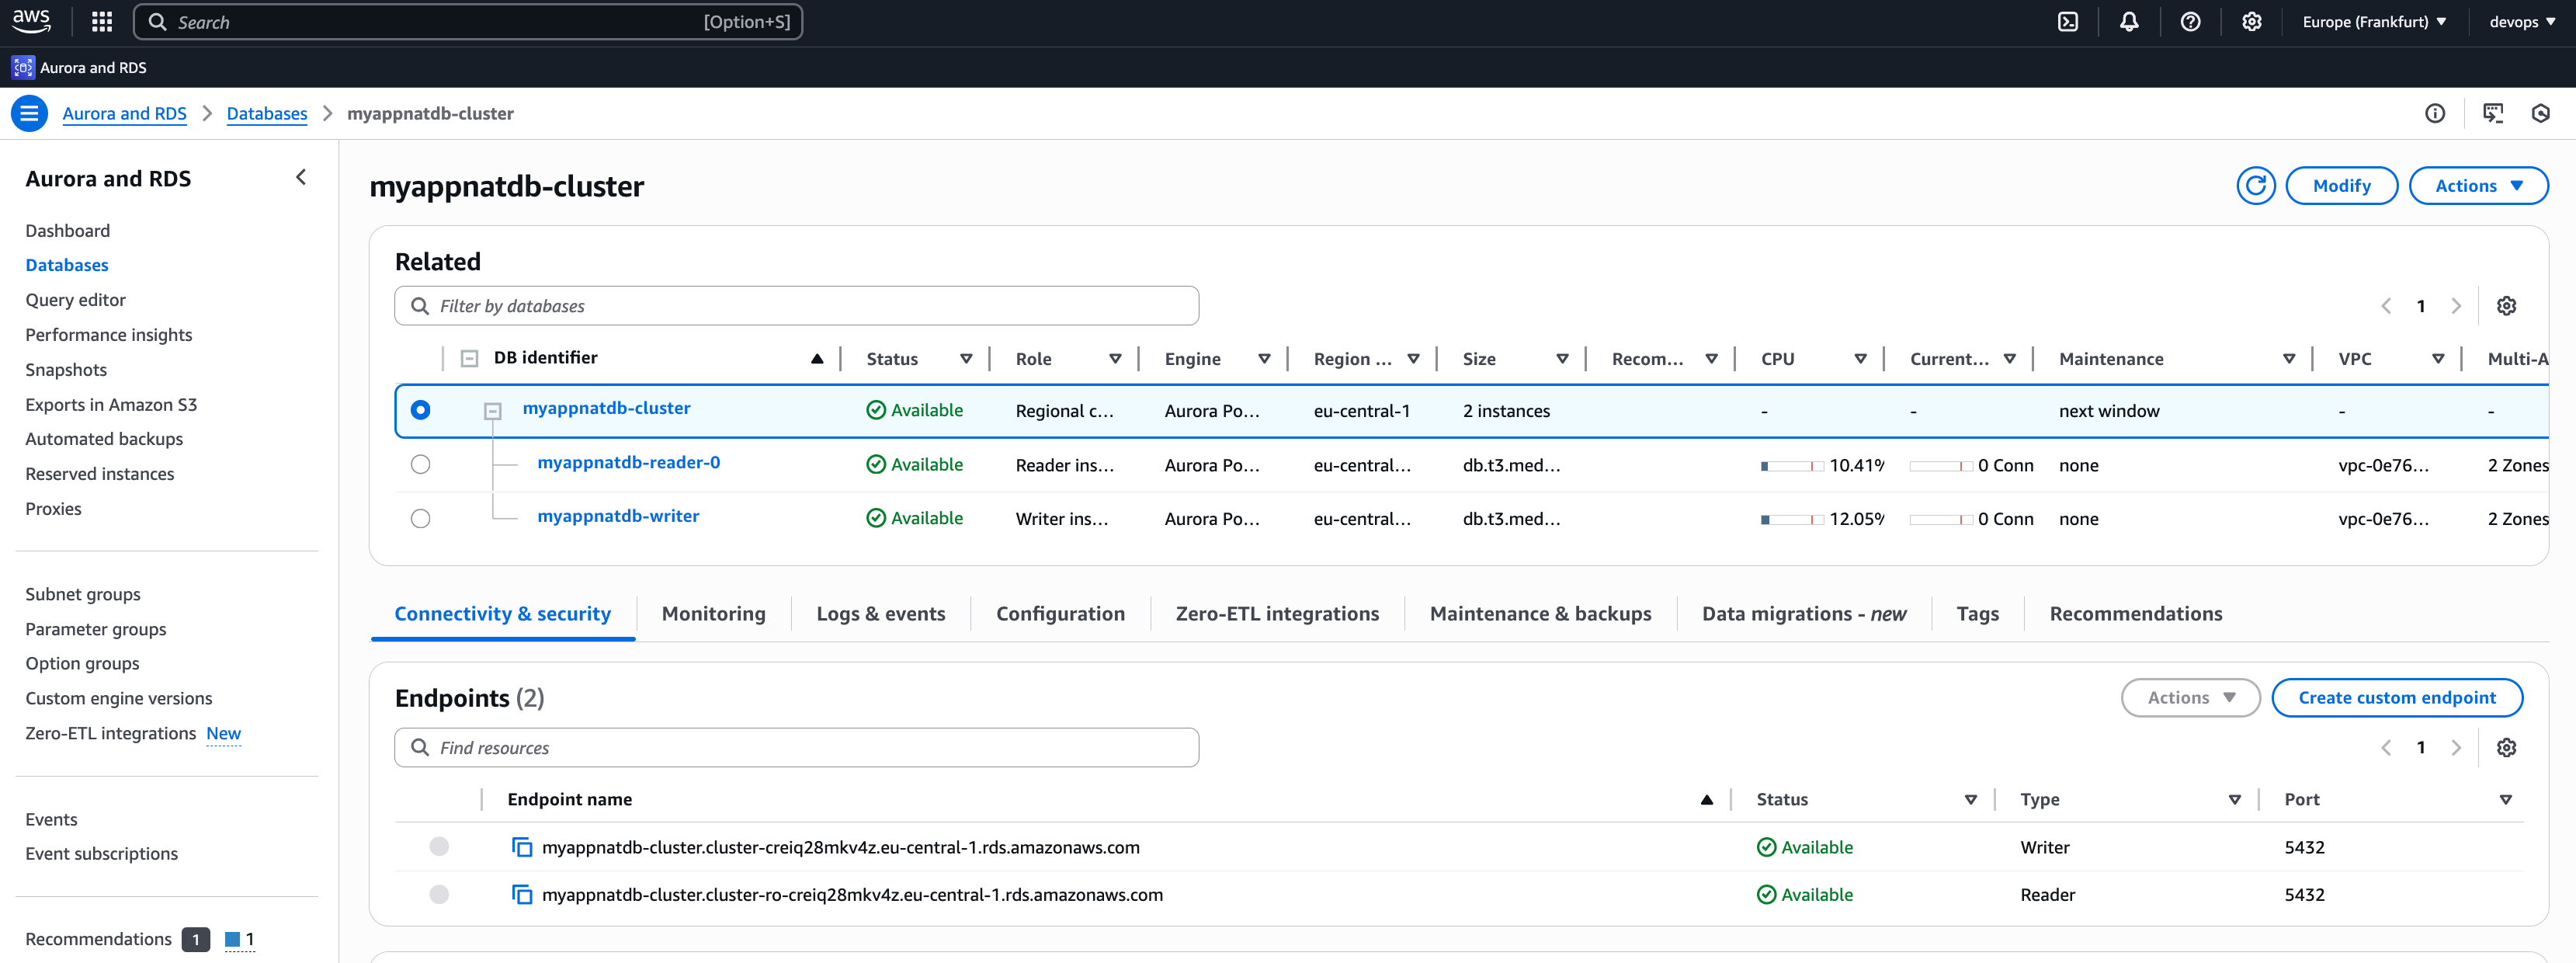 aws
Search [Option+S]
Europe (Frankfurt)
devops
Aurora and RDS
Aurora and RDS
Databases
myappnatdb-cluster
Aurora and RDS
Dashboard
Databases
Query editor
Performance insights
Snapshots
Exports in Amazon S3
Automated backups
Reserved instances
Proxies
Subnet groups
Parameter groups
Option groups
Custom engine versions
Zero-ETL integrations New
Events
Event subscriptions
Recommendations 1 1
myappnatdb-cluster
Modify
Actions
Related
Filter by databases
1
DB identifier Status Role Engine Region ... Size Recom... CPU Current... Maintenance VPC Multi-A
myappnatdb-cluster Available Regional c... Aurora Po... eu-central-1 2 instances - - next window - -
myappnatdb-reader-0 Available Reader ins... Aurora Po... eu-central... db.t3.med... 10.41% 0 Conn none vpc-0e76... 2 Zones
myappnatdb-writer Available Writer ins... Aurora Po... eu-central... db.t3.med... 12.05% 0 Conn none vpc-0e76... 2 Zones
Connectivity & security Monitoring Logs & events Configuration Zero-ETL integrations Maintenance & backups Data migrations - new Tags Recommendations
Endpoints (2)
Actions
Create custom endpoint
Find resources
1
Endpoint name Status Type Port
myappnatdb-cluster.cluster-creiq28mkv4z.eu-central-1.rds.amazonaws.com Available Writer 5432
myappnatdb-cluster.cluster-ro-creiq28mkv4z.eu-central-1.rds.amazonaws.com Available Reader 5432